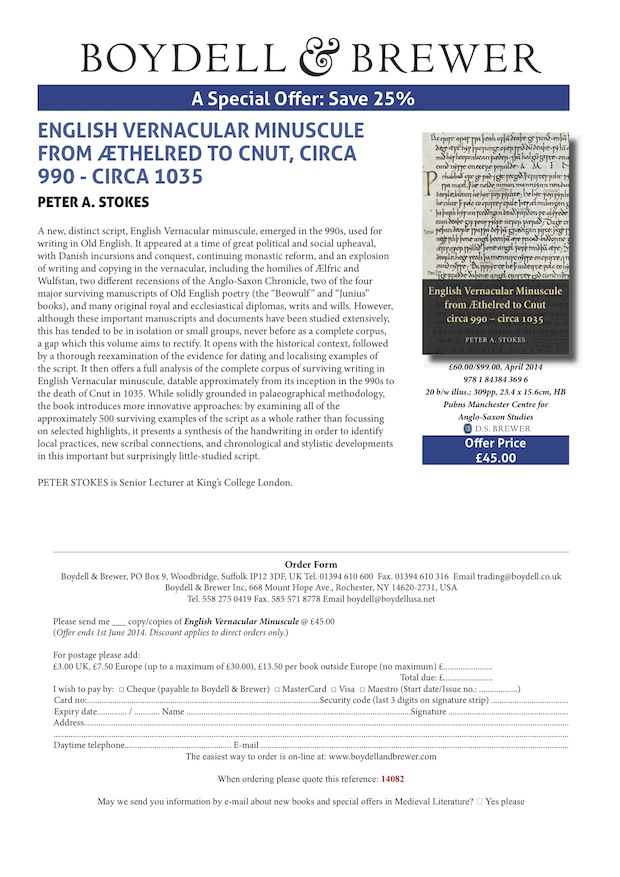 BOYDELL & BREWER
A Special Offer: Save 25%
ENGLISH VERNACULAR MINUSCULE
FROM ÆTHELRED TO CNUT, CIRCA
990 - CIRCA 1035
PETER A. STOKES
A new, distinct script, English Vernacular minuscule, emerged in the 990s, used for
writing in Old English. It appeared at a time of great political and social upheaval,
with Danish incursions and conquest, continuing monastic reform, and an explosion
of writing and copying in the vernacular, including the homilies of Ælfric and
Wulfstan, two different recensions of the Anglo-Saxon Chronicle, two of the four
major surviving manuscripts of Old English poetry (the “Beowulf” and “Junius”
books), and many original royal and ecclesiastical diplomas, writs and wills. However,
although these important manuscripts and documents have been studied extensively,
this has tended to be in isolation or small groups, never before as a complete corpus,
a gap which this volume aims to rectify. It opens with the historical context, followed
by a thorough reexamination of the evidence for dating and localising examples of
the script. It then offers a full analysis of the complete corpus of surviving writing in
English Vernacular minuscule, datable approximately from its inception in the 990s to
the death of Cnut in 1035. While solidly grounded in palaeographical methodology,
the book introduces more innovative approaches: by examining all of the
approximately 500 surviving examples of the script as a whole rather than focussing
on selected highlights, it presents a synthesis of the handwriting in order to identify
local practices, new scribal connections, and chronological and stylistic developments
in this important but surprisingly little-studied script.
PETER STOKES is Senior Lecturer at King's College London.
English Vernacular Minuscule
from Æthelred to Cnut
circa 990 – circa 1035
PETER A. STOKES
£60.00/$99.00, April 2014
978 1 84384 369 6
20 b/w illus.; 309pp, 23.4 x 15.6cm, HB
Pubns Manchester Centre for
Anglo-Saxon Studies
D.S. BREWER
Offer Price
£45.00
Order Form
Boydell & Brewer, PO Box 9, Woodbridge, Suffolk IP12 3DF, UK Tel. 01394 610 600 Fax. 01394 610 316 Email trading@boydell.co.uk
Boydell & Brewer Inc, 668 Mount Hope Ave., Rochester, NY 14620-2731, USA
Tel. 558 275 0419 Fax. 585 571 8778 Email boydell@boydellusa.net
Please send me ___ copy/copies of English Vernacular Minuscule @ £45.00
(Offer ends 1st June 2014. Discount applies to direct orders only.)
For postage please add:
£3.00 UK, £7.50 Europe (up to a maximum of £30.00), £13.50 per book outside Europe (no maximum) £......................
Total due: £......................
I wish to pay by: □ Cheque (payable to Boydell & Brewer) □ MasterCard □ Visa □ Maestro (Start date/Issue no.: .................)
Card no:....................................................Security code (last 3 digits on signature strip) ..................................
Expiry date............. / ........... Name ....................................................Signature ....................................................
Address....................................................
....................................................
Daytime telephone.............................................. E-mail ....................................................
The easiest way to order is on-line at: www.boydellandbrewer.com
When ordering please quote this reference: 14082
May we send you information by e-mail about new books and special offers in Medieval Literature? □ Yes please